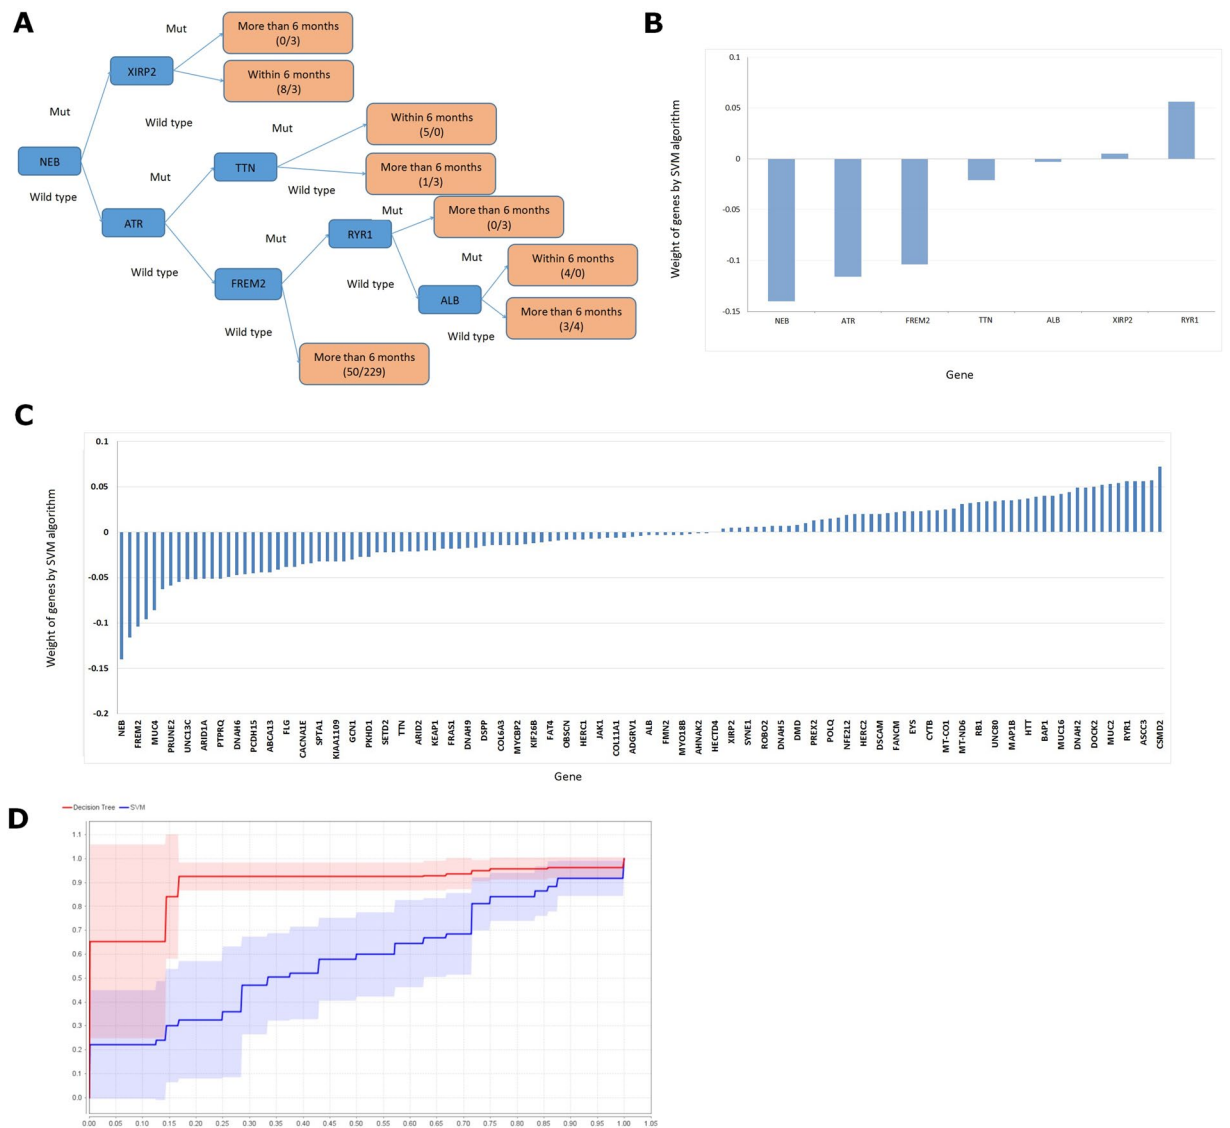 A
Mut
More than 6 months
(0/3)
XIRP2
Within 6 months
(8/3)
Mut
Wild type
Mut
Within 6 months
(5/0)
NEB
TTN
More than 6 months
(1/3)
Mut
Wild type
Wild type
ATR
Mut
More than 6 months
(0/3)
RYR1
Mut
Wild type
Mut
Within 6 months
(4/0)
FREM2
Wild type
ALB
More than 6 months
(3/4)
Wild type
Wild type
More than 6 months
(50/229)
B
Weight of genes by SVM algorithm
0.1
0.05
0
-0.05
-0.1
-0.15
NEB ATR FREM2 TTN ALB XIRP2 RYR1
Gene
C
Weight of genes by SVM algorithm
0.1
0.05
0
-0.05
-0.1
-0.15
-0.2
NEB FREM2 MUC4 PRUNE2 UNC13C ARID1A PTPRQ DNAH6 PCDH15 ABCA13 FLG CACNA1E SPTA1 KIAA1109 GCN1 PKHD1 SETD2 TTN ARID2 KEAP1 FRAS1 DNAH9 DSPP COL6A3 MYCBP2 KIF26B FAT4 OBSCN HERC1 JAK1 COL11A1 ADGRV1 ALB FMN2 MYO18B AHNAK2 HECTD4 XIRP2 SYNE1 ROBO2 DNAH5 DMD PREX2 POLQ NFE2L2 HERC2 DSCAM FANCM EYS CYTB MT-CO1 MT-ND6 RB1 UNC80 MAP1B HTT BAP1 MUC16 DNAH2 DOCK2 MUC2 RYR1 ASCC3 CSMD2
Gene
D
Decision Tree SVM
1.1
1.0
0.9
0.8
0.7
0.6
0.5
0.4
0.3
0.2
0.1
0.0
0.00 0.05 0.10 0.15 0.20 0.25 0.30 0.35 0.40 0.45 0.50 0.55 0.60 0.65 0.70 0.75 0.80 0.85 0.90 0.95 1.00 1.05